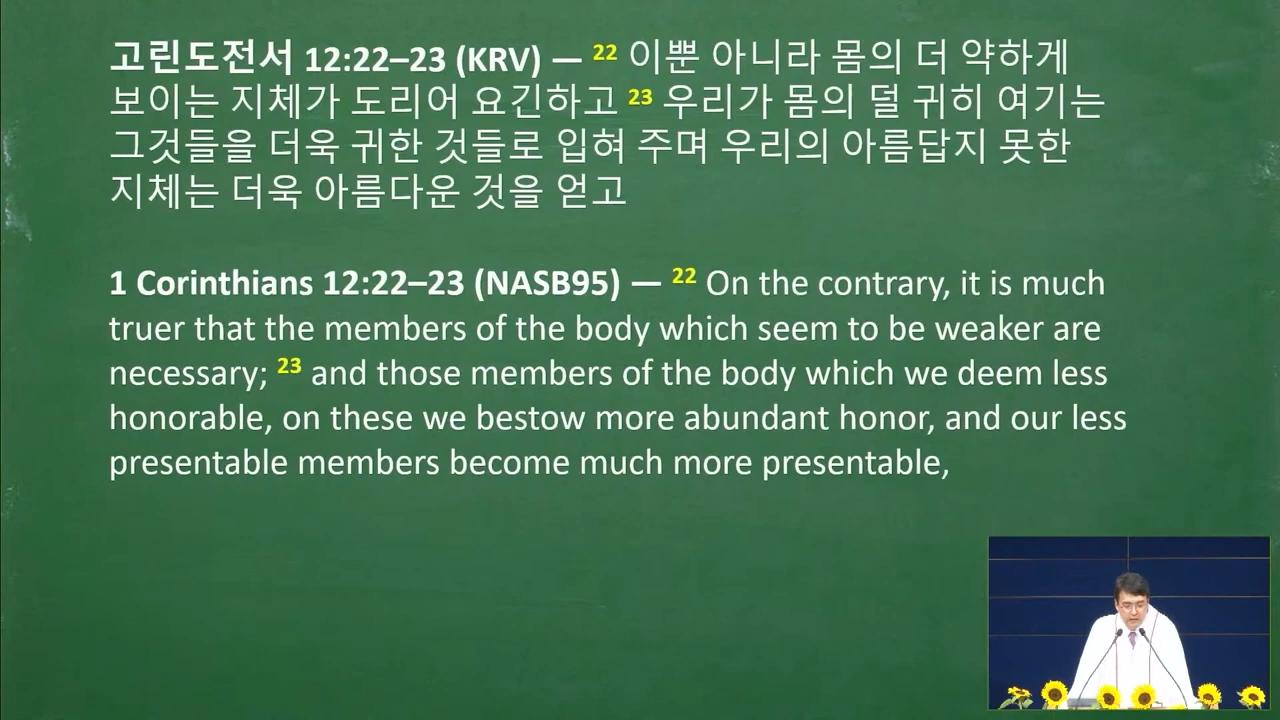 고린도전서 12:22–23 (KRV) — 22 이뿐 아니라 몸의 더 약하게
보이는 지체가 도리어 요긴하고 23 우리가 몸의 덜 귀히 여기는
그것들을 더욱 귀한 것들로 입혀 주며 우리의 아름답지 못한
지체는 더욱 아름다운 것을 얻고
1 Corinthians 12:22–23 (NASB95) — 22 On the contrary, it is much
truer that the members of the body which seem to be weaker are
necessary; 23 and those members of the body which we deem less
honorable, on these we bestow more abundant honor, and our less
presentable members become much more presentable,